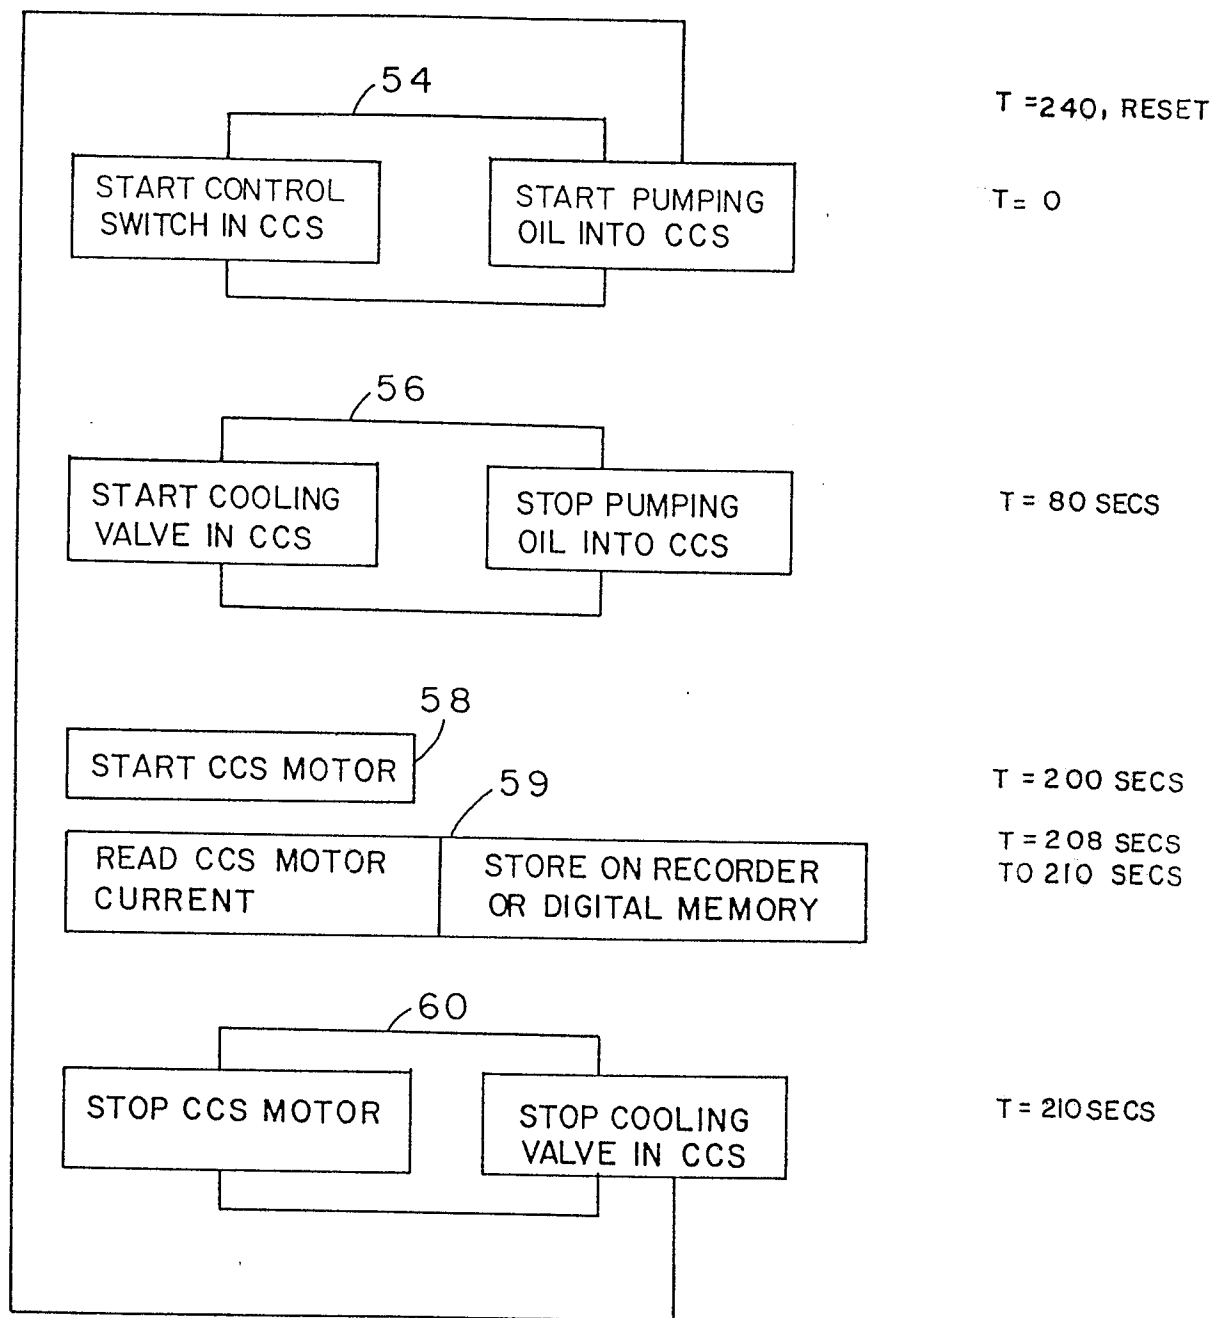 54
T = 240, RESET
START CONTROL
SWITCH IN CCS
START PUMPING
OIL INTO CCS
T = 0
56
START COOLING
VALVE IN CCS
STOP PUMPING
OIL INTO CCS
T = 80 SECS
58
START CCS MOTOR
T = 200 SECS
59
READ CCS MOTOR
CURRENT
STORE ON RECORDER
OR DIGITAL MEMORY
T = 208 SECS
TO 210 SECS
60
STOP CCS MOTOR
STOP COOLING
VALVE IN CCS
T = 210 SECS